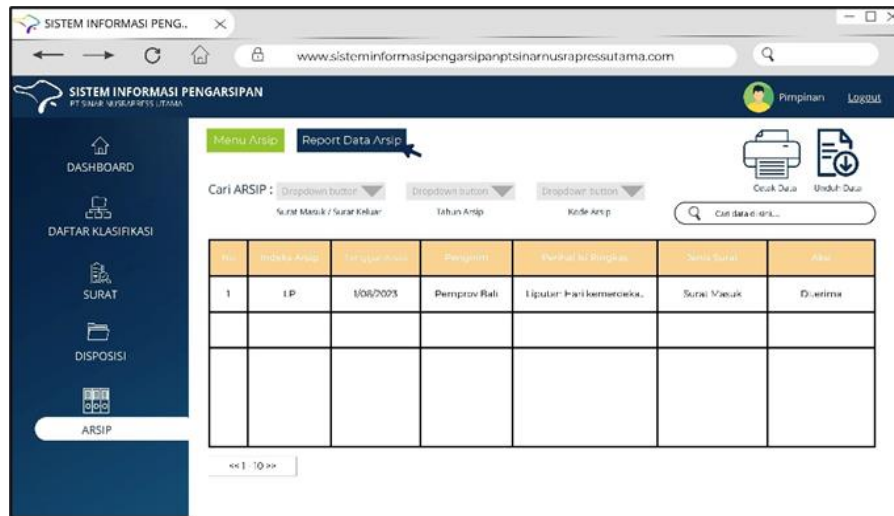 SISTEM INFORMASI PENG..
www.sisteminformasipengarsipanptsinarnusrapressutama.com
SISTEM INFORMASI PENGARSIPAN
PT SINAR NUSRAPRESS UTAMA
Pimpinan
Logout
DASHBOARD
DAFTAR KLASIFIKASI
SURAT
DISPOSISI
ARSIP
Menu Arsip
Report Data Arsip
Cetak Data
Unduh Data
Cari ARSIP :
Dropdown button
Dropdown button
Dropdown button
Surat Masuk / Surat Keluar
Tahun Arsip
Kode Arsip
Cari data disini...
No
Indeks Arsip
Pengirim
Perihal Isi Ringkas
Jenis Surat
Aksi
1
LP
1/08/2023
Pemprov Bali
Liputan Hari kemerdeka..
Surat Masuk
Diterima
<< 1 - 10 >>